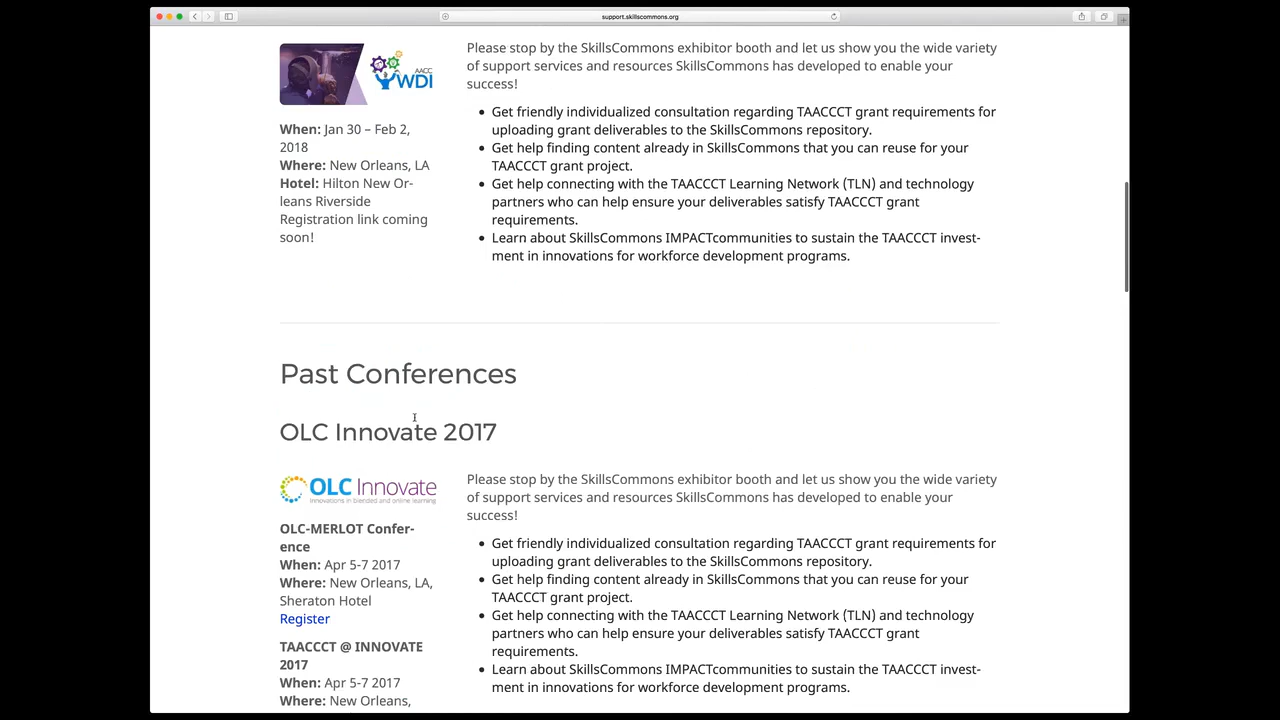 support.skillscommons.org
AACC
WDI
When: Jan 30 – Feb 2,
2018
Where: New Orleans, LA
Hotel: Hilton New Or-
leans Riverside
Registration link coming
soon!
Please stop by the SkillsCommons exhibitor booth and let us show you the wide variety
of support services and resources SkillsCommons has developed to enable your
success!
• Get friendly individualized consultation regarding TAACCCT grant requirements for
uploading grant deliverables to the SkillsCommons repository.
• Get help finding content already in SkillsCommons that you can reuse for your
TAACCCT grant project.
• Get help connecting with the TAACCCT Learning Network (TLN) and technology
partners who can help ensure your deliverables satisfy TAACCCT grant
requirements.
• Learn about SkillsCommons IMPACTcommunities to sustain the TAACCCT invest-
ment in innovations for workforce development programs.
Past Conferences
OLC Innovate 2017
OLC Innovate
Innovations in blended and online learning
OLC-MERLOT Confer-
ence
When: Apr 5-7 2017
Where: New Orleans, LA,
Sheraton Hotel
Register
TAACCCT @ INNOVATE
2017
When: Apr 5-7 2017
Where: New Orleans,
Please stop by the SkillsCommons exhibitor booth and let us show you the wide variety
of support services and resources SkillsCommons has developed to enable your
success!
• Get friendly individualized consultation regarding TAACCCT grant requirements for
uploading grant deliverables to the SkillsCommons repository.
• Get help finding content already in SkillsCommons that you can reuse for your
TAACCCT grant project.
• Get help connecting with the TAACCCT Learning Network (TLN) and technology
partners who can help ensure your deliverables satisfy TAACCCT grant
requirements.
• Learn about SkillsCommons IMPACTcommunities to sustain the TAACCCT invest-
ment in innovations for workforce development programs.